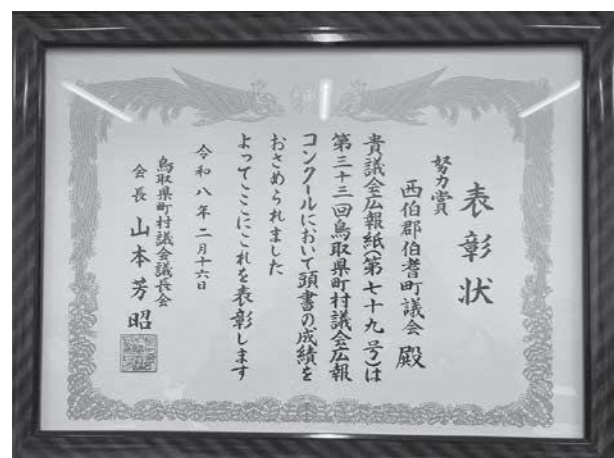 表彰状
努力賞
西伯郡伯耆町議会 殿
貴議会広報紙(第七十九号)は
第三十三回鳥取県町村議会広報
コンクールにおいて頭書の成績を
おさめられました
よってここにこれを表彰します
令和八年二月十六日
鳥取県町村議会議長会
会長 山本芳昭